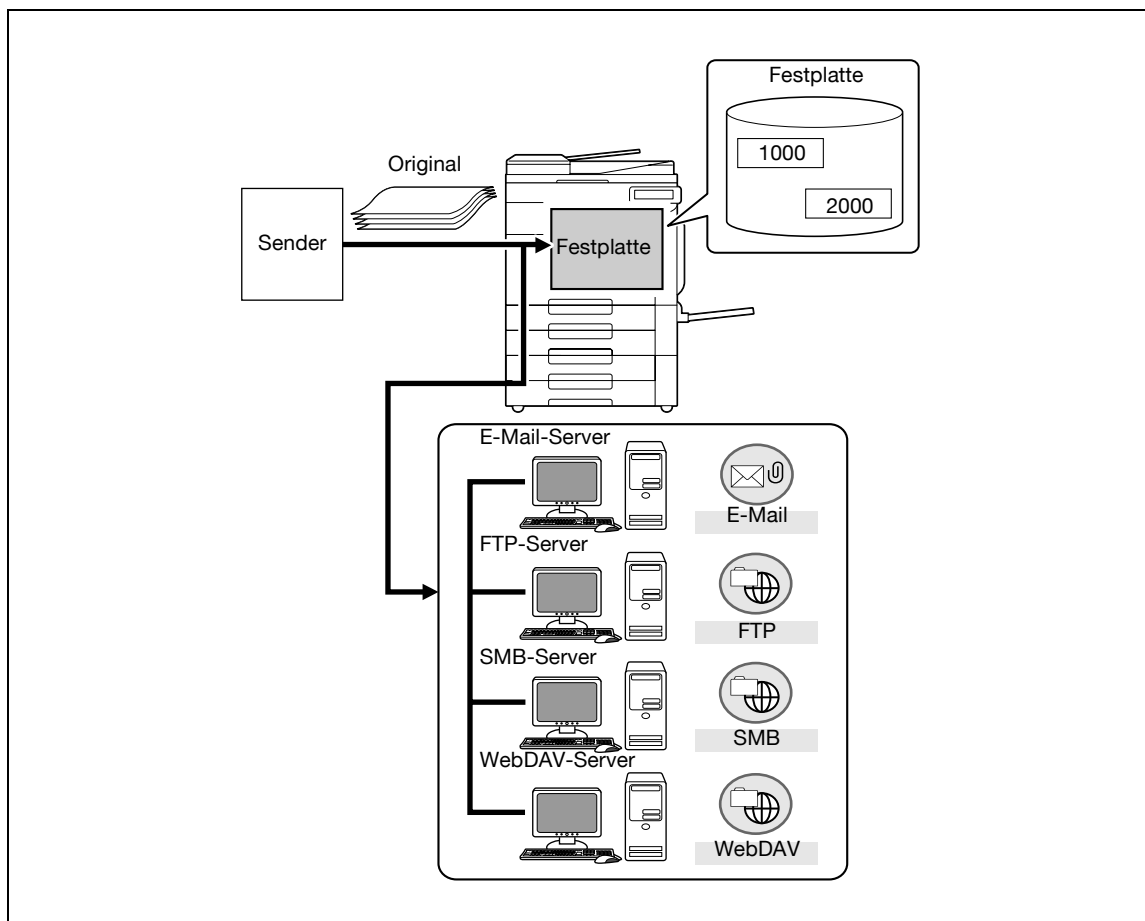 Festplatte
1000
2000
Original
Sender
Festplatte
E-Mail-Server
E-Mail
FTP-Server
FTP
SMB-Server
SMB
WebDAV-Server
WebDAV